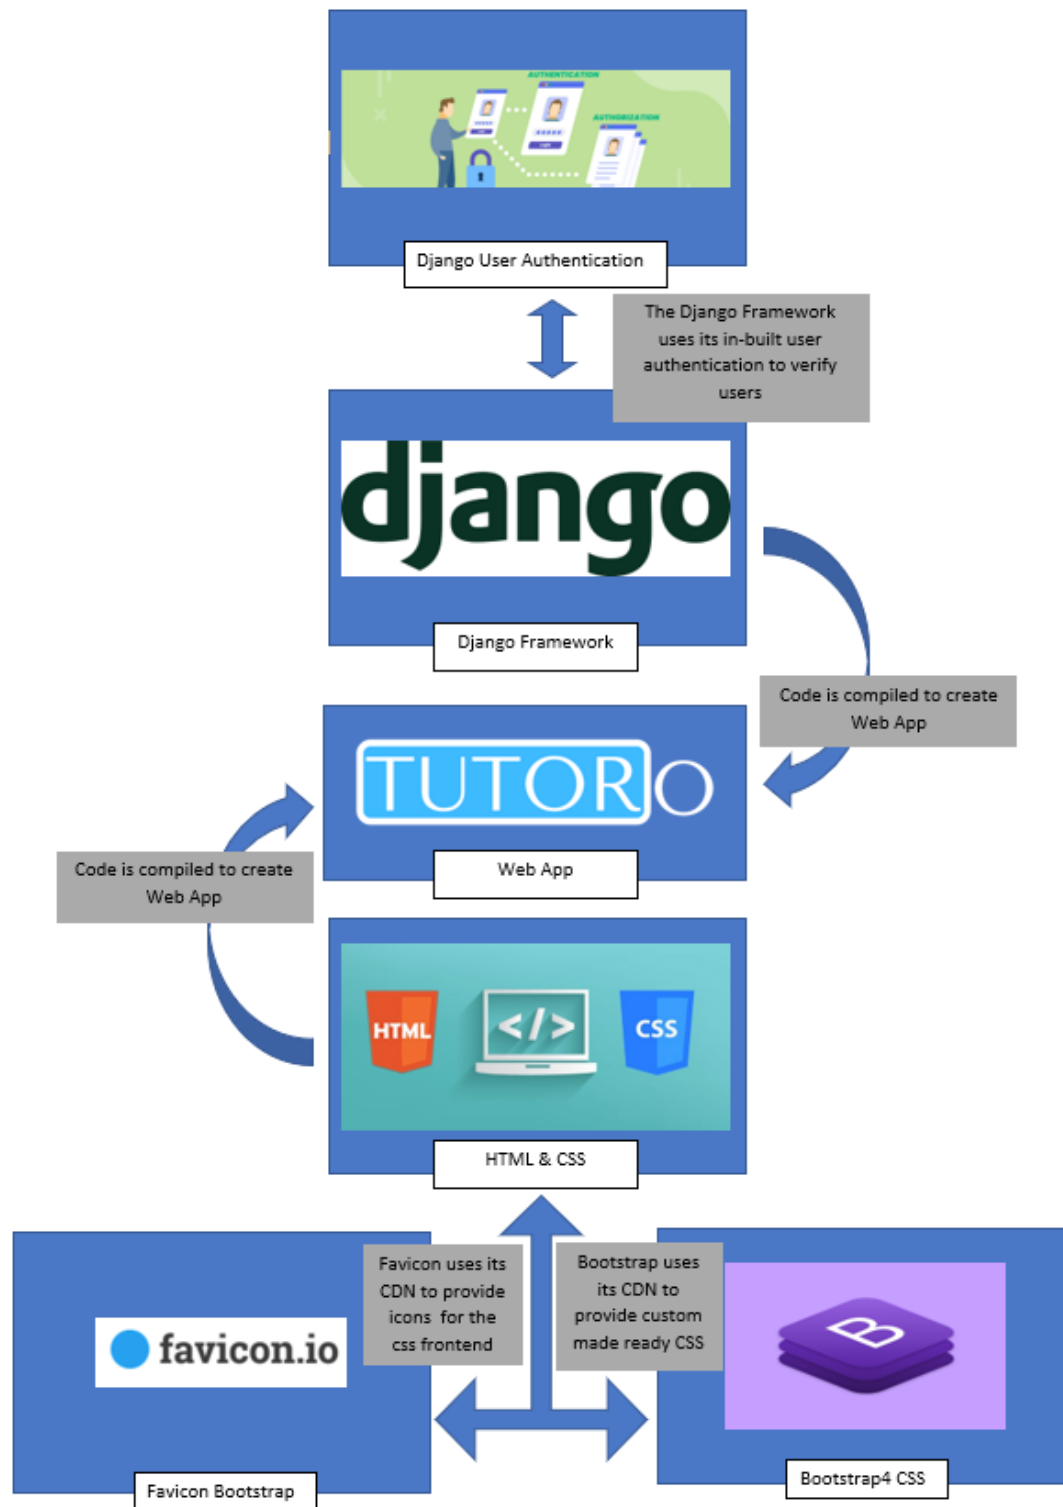 AUTHENTICATION
AUTHORIZATION
Django User Authentication
The Django Framework
uses its in-built user
authentication to verify
users
django
Django Framework
Code is compiled to create
Web App
TUTORO
Web App
Code is compiled to create
Web App
HTML
</>
CSS
HTML & CSS
Favicon uses its
CDN to provide
icons for the
css frontend
Bootstrap uses
its CDN to
provide custom
made ready CSS
favicon.io
B
Favicon Bootstrap
Bootstrap4 CSS